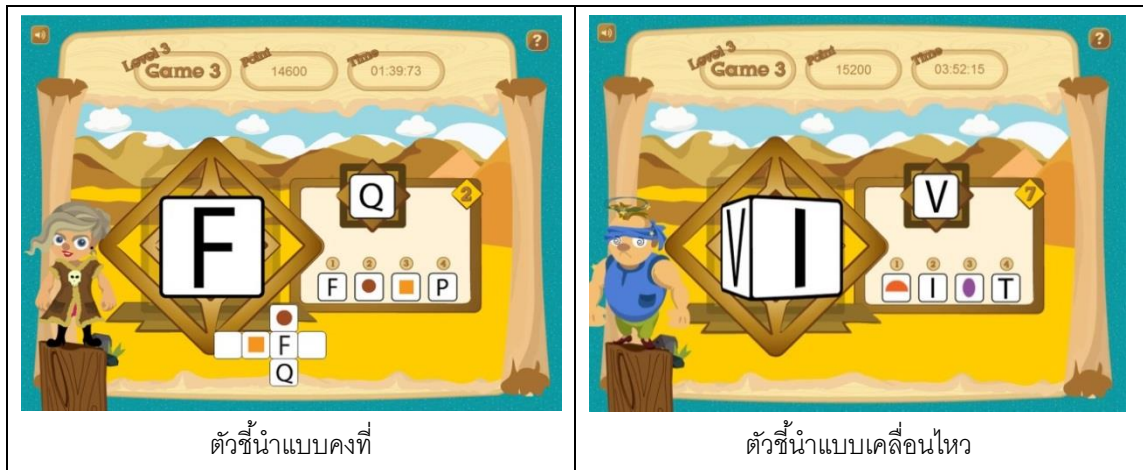 Level 3
Game 3
Point
14600
Time
01:39:73
?
F
Q
2
1 2 3 4
F P
F
Q
ตัวชี้นำแบบคงที่
Level 3
Game 3
Point
15200
Time
03:52:15
?
V I
V
7
1 2 3 4
I T
ตัวชี้นำแบบเคลื่อนไหว